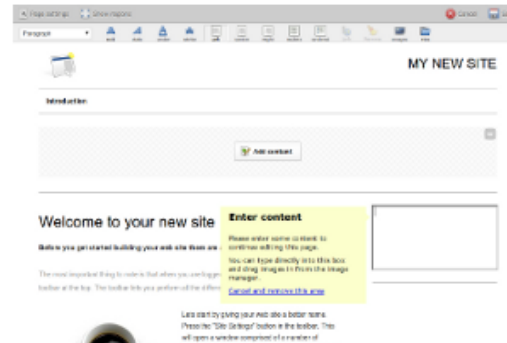 Page settings Show regions Cancel
Paragraph
MY NEW SITE
Introduction
Add content
Welcome to your new site
Before you get started building your web site there are
The most important thing to note is that when you are logged
toolbar at the top. The toolbar lets you preform all the different
Enter content
Please enter some content to
continue editing this page.
You can type directly into this box
and drag images in from the image
manager.
Cancel and remove this area
Lets start by giving your web site a better name.
Press the "Site Settings" button in the toolbar. This
will open a window comprised of a number of